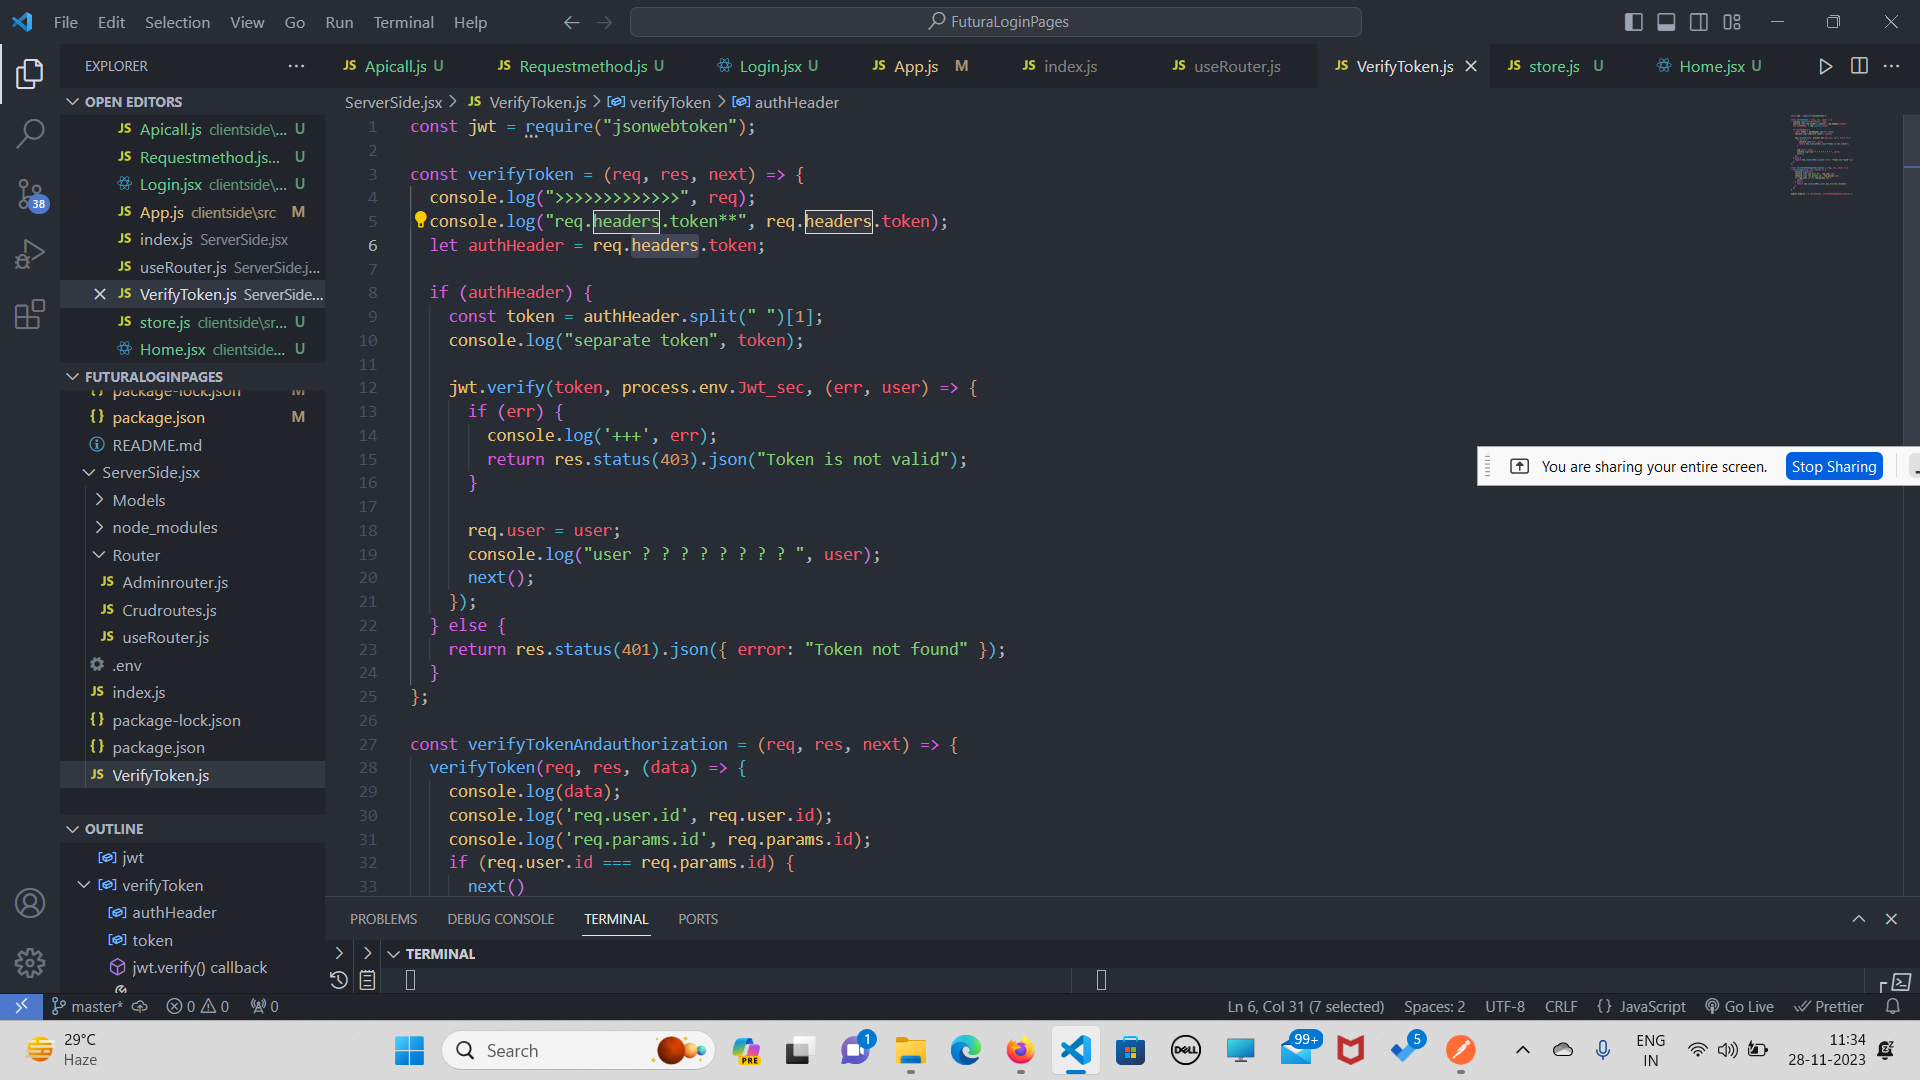 File Edit Selection View Go Run Terminal Help
FuturaLoginPages
EXPLORER
OPEN EDITORS
JS Apicall.js clientside\... U
JS Requestmethod.js... U
Login.jsx clientside\... U
JS App.js clientside\src M
JS index.js ServerSide.jsx
JS useRouter.js ServerSide.j...
JS VerifyToken.js ServerSide...
JS store.js clientside\sr... U
Home.jsx clientside... U
FUTURALOGINPAGES
{} package-lock.json M
{} package.json M
README.md
ServerSide.jsx
Models
node_modules
Router
JS Adminrouter.js
JS Crudroutes.js
JS useRouter.js
.env
JS index.js
{} package-lock.json
{} package.json
JS VerifyToken.js
OUTLINE
jwt
verifyToken
authHeader
token
jwt.verify() callback
38
JS Apicall.js U JS Requestmethod.js U Login.jsx U JS App.js M JS index.js JS useRouter.js JS VerifyToken.js JS store.js U Home.jsx U
ServerSide.jsx > JS VerifyToken.js > verifyToken > authHeader
1 const jwt = require("jsonwebtoken");
2
3 const verifyToken = (req, res, next) => {
4 console.log(">>>>>>>>>>>>>", req);
5 console.log("req.headers.token**", req.headers.token);
6 let authHeader = req.headers.token;
7
8 if (authHeader) {
9 const token = authHeader.split(" ")[1];
10 console.log("separate token", token);
11
12 jwt.verify(token, process.env.Jwt_sec, (err, user) => {
13 if (err) {
14 console.log('+++', err);
15 return res.status(403).json("Token is not valid");
16 }
17
18 req.user = user;
19 console.log("user ? ? ? ? ? ? ? ? ", user);
20 next();
21 });
22 } else {
23 return res.status(401).json({ error: "Token not found" });
24 }
25 };
26
27 const verifyTokenAndauthorization = (req, res, next) => {
28 verifyToken(req, res, (data) => {
29 console.log(data);
30 console.log('req.user.id', req.user.id);
31 console.log('req.params.id', req.params.id);
32 if (req.user.id === req.params.id) {
33 next()
You are sharing your entire screen. Stop Sharing
PROBLEMS DEBUG CONSOLE TERMINAL PORTS
TERMINAL
master* 0 0 0 Ln 6, Col 31 (7 selected) Spaces: 2 UTF-8 CRLF {} JavaScript Go Live Prettier
29°C
Haze
Search
PRE
1
DELL
99+
5
ENG
IN
11:34
28-11-2023